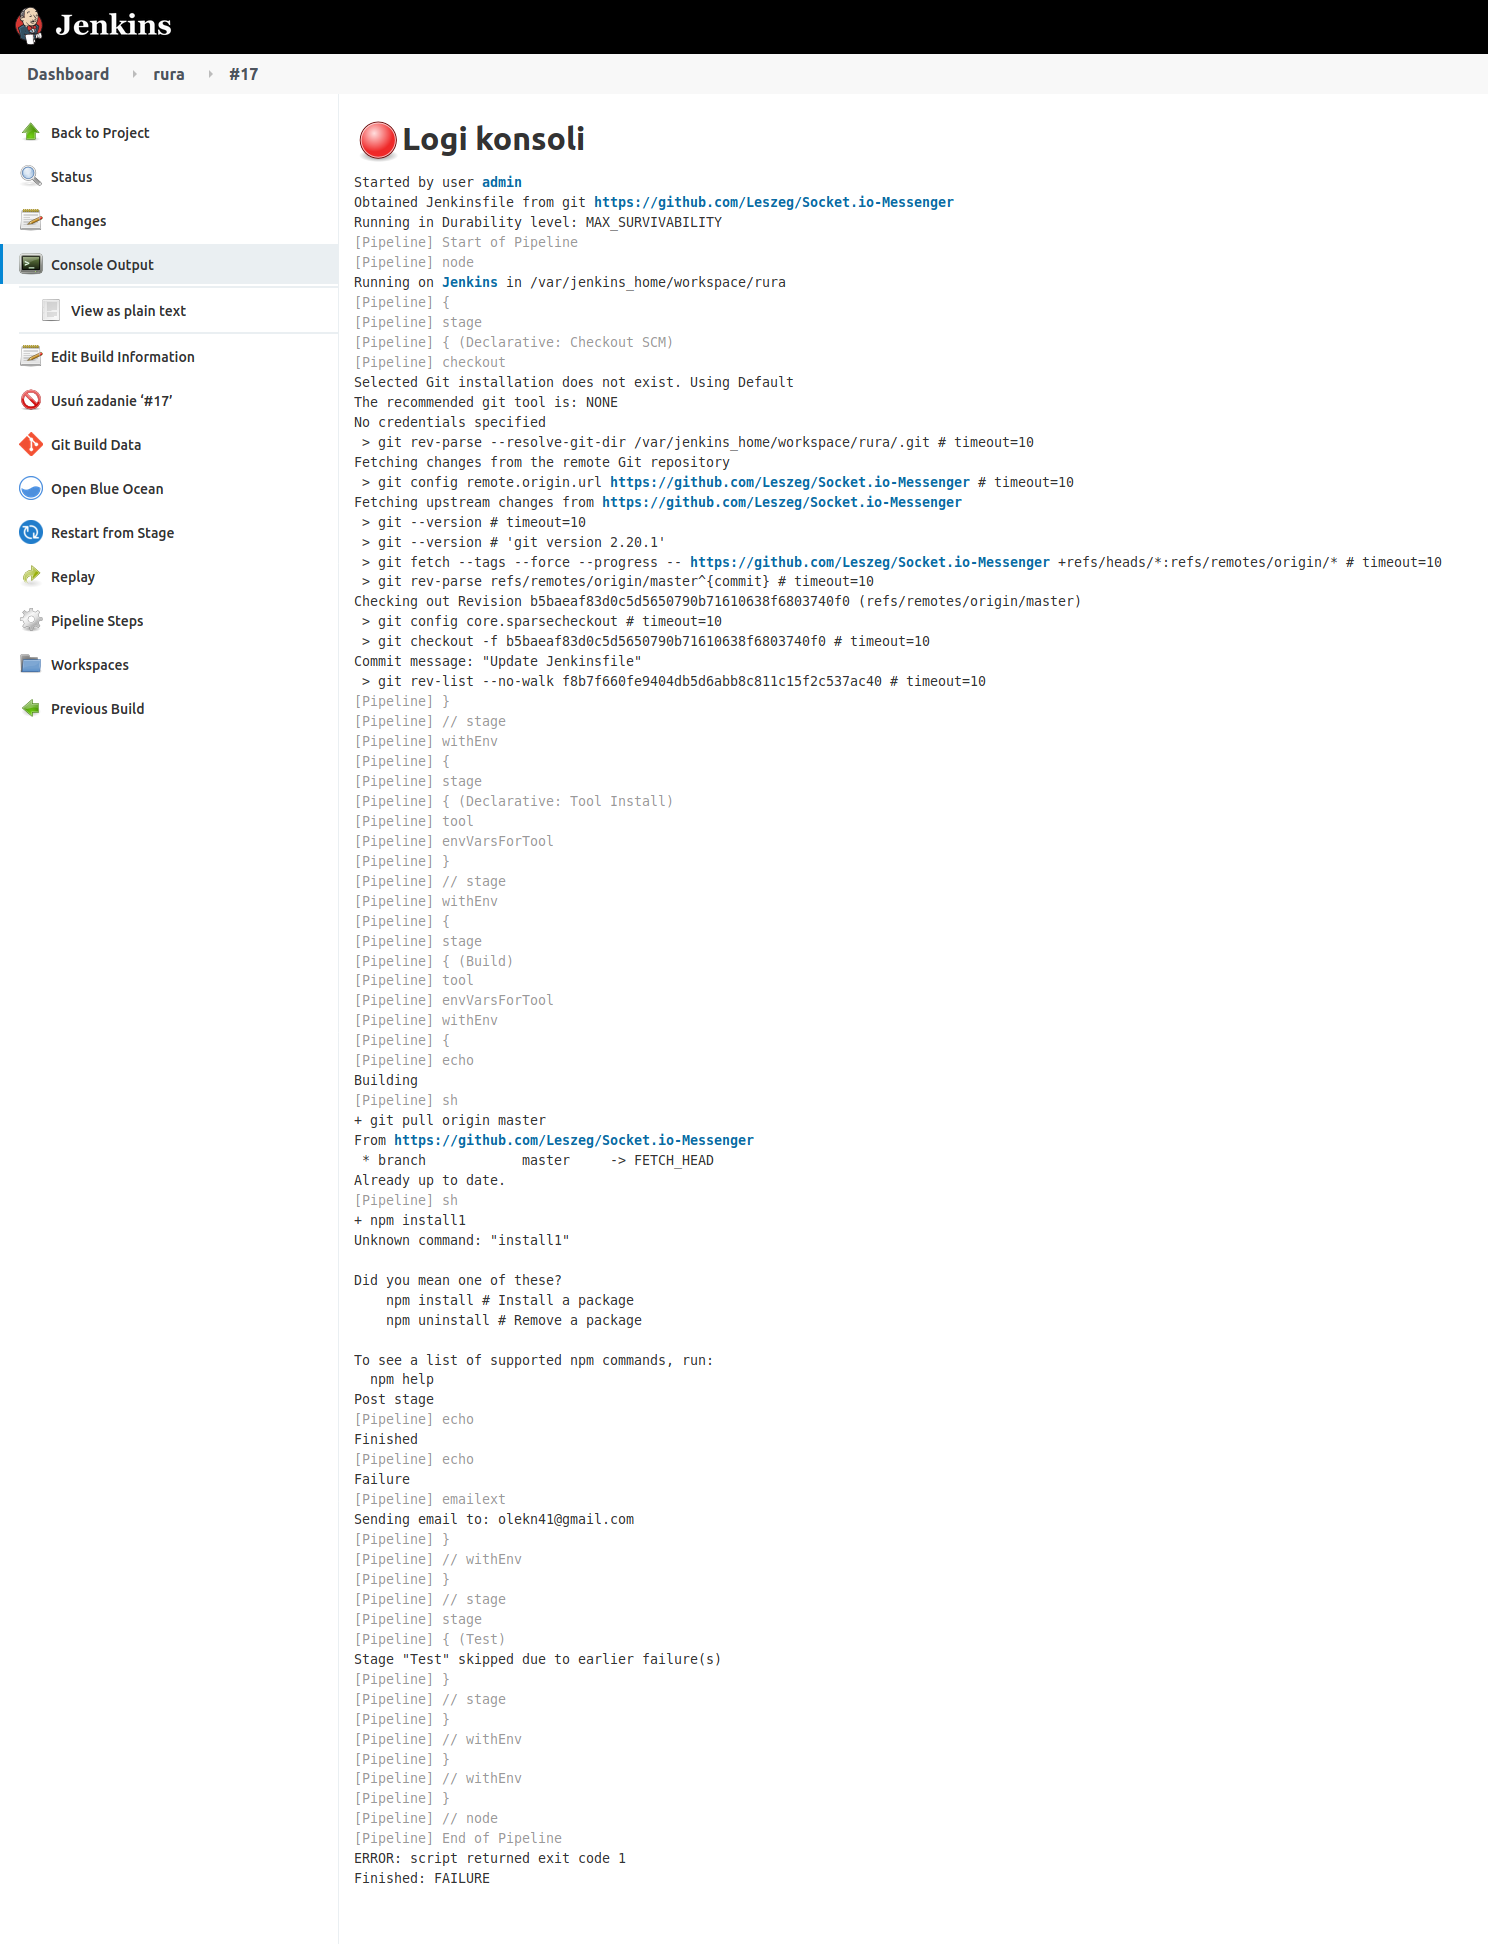 Jenkins
Dashboard rura #17
Back to Project
Status
Changes
Console Output
View as plain text
Edit Build Information
Usuń zadanie ‘#17’
Git Build Data
Open Blue Ocean
Restart from Stage
Replay
Pipeline Steps
Workspaces
Previous Build
Logi konsoli
Started by user admin
Obtained Jenkinsfile from git https://github.com/Leszeg/Socket.io-Messenger
Running in Durability level: MAX_SURVIVABILITY
[Pipeline] Start of Pipeline
[Pipeline] node
Running on Jenkins in /var/jenkins_home/workspace/rura
[Pipeline] {
[Pipeline] stage
[Pipeline] { (Declarative: Checkout SCM)
[Pipeline] checkout
Selected Git installation does not exist. Using Default
The recommended git tool is: NONE
No credentials specified
 > git rev-parse --resolve-git-dir /var/jenkins_home/workspace/rura/.git # timeout=10
Fetching changes from the remote Git repository
 > git config remote.origin.url https://github.com/Leszeg/Socket.io-Messenger # timeout=10
Fetching upstream changes from https://github.com/Leszeg/Socket.io-Messenger
 > git --version # timeout=10
 > git --version # 'git version 2.20.1'
 > git fetch --tags --force --progress -- https://github.com/Leszeg/Socket.io-Messenger +refs/heads/*:refs/remotes/origin/* # timeout=10
 > git rev-parse refs/remotes/origin/master^{commit} # timeout=10
Checking out Revision b5baeaf83d0c5d5650790b71610638f6803740f0 (refs/remotes/origin/master)
 > git config core.sparsecheckout # timeout=10
 > git checkout -f b5baeaf83d0c5d5650790b71610638f6803740f0 # timeout=10
Commit message: "Update Jenkinsfile"
 > git rev-list --no-walk f8b7f660fe9404db5d6abb8c811c15f2c537ac40 # timeout=10
[Pipeline] }
[Pipeline] // stage
[Pipeline] withEnv
[Pipeline] {
[Pipeline] stage
[Pipeline] { (Declarative: Tool Install)
[Pipeline] tool
[Pipeline] envVarsForTool
[Pipeline] }
[Pipeline] // stage
[Pipeline] withEnv
[Pipeline] {
[Pipeline] stage
[Pipeline] { (Build)
[Pipeline] tool
[Pipeline] envVarsForTool
[Pipeline] withEnv
[Pipeline] {
[Pipeline] echo
Building
[Pipeline] sh
+ git pull origin master
From https://github.com/Leszeg/Socket.io-Messenger
 * branch            master     -> FETCH_HEAD
Already up to date.
[Pipeline] sh
+ npm install1
Unknown command: "install1"
Did you mean one of these?
    npm install # Install a package
    npm uninstall # Remove a package
To see a list of supported npm commands, run:
  npm help
Post stage
[Pipeline] echo
Finished
[Pipeline] echo
Failure
[Pipeline] emailext
Sending email to: olekn41@gmail.com
[Pipeline] }
[Pipeline] // withEnv
[Pipeline] }
[Pipeline] // stage
[Pipeline] stage
[Pipeline] { (Test)
Stage "Test" skipped due to earlier failure(s)
[Pipeline] }
[Pipeline] // stage
[Pipeline] }
[Pipeline] // withEnv
[Pipeline] }
[Pipeline] // withEnv
[Pipeline] }
[Pipeline] // node
[Pipeline] End of Pipeline
ERROR: script returned exit code 1
Finished: FAILURE